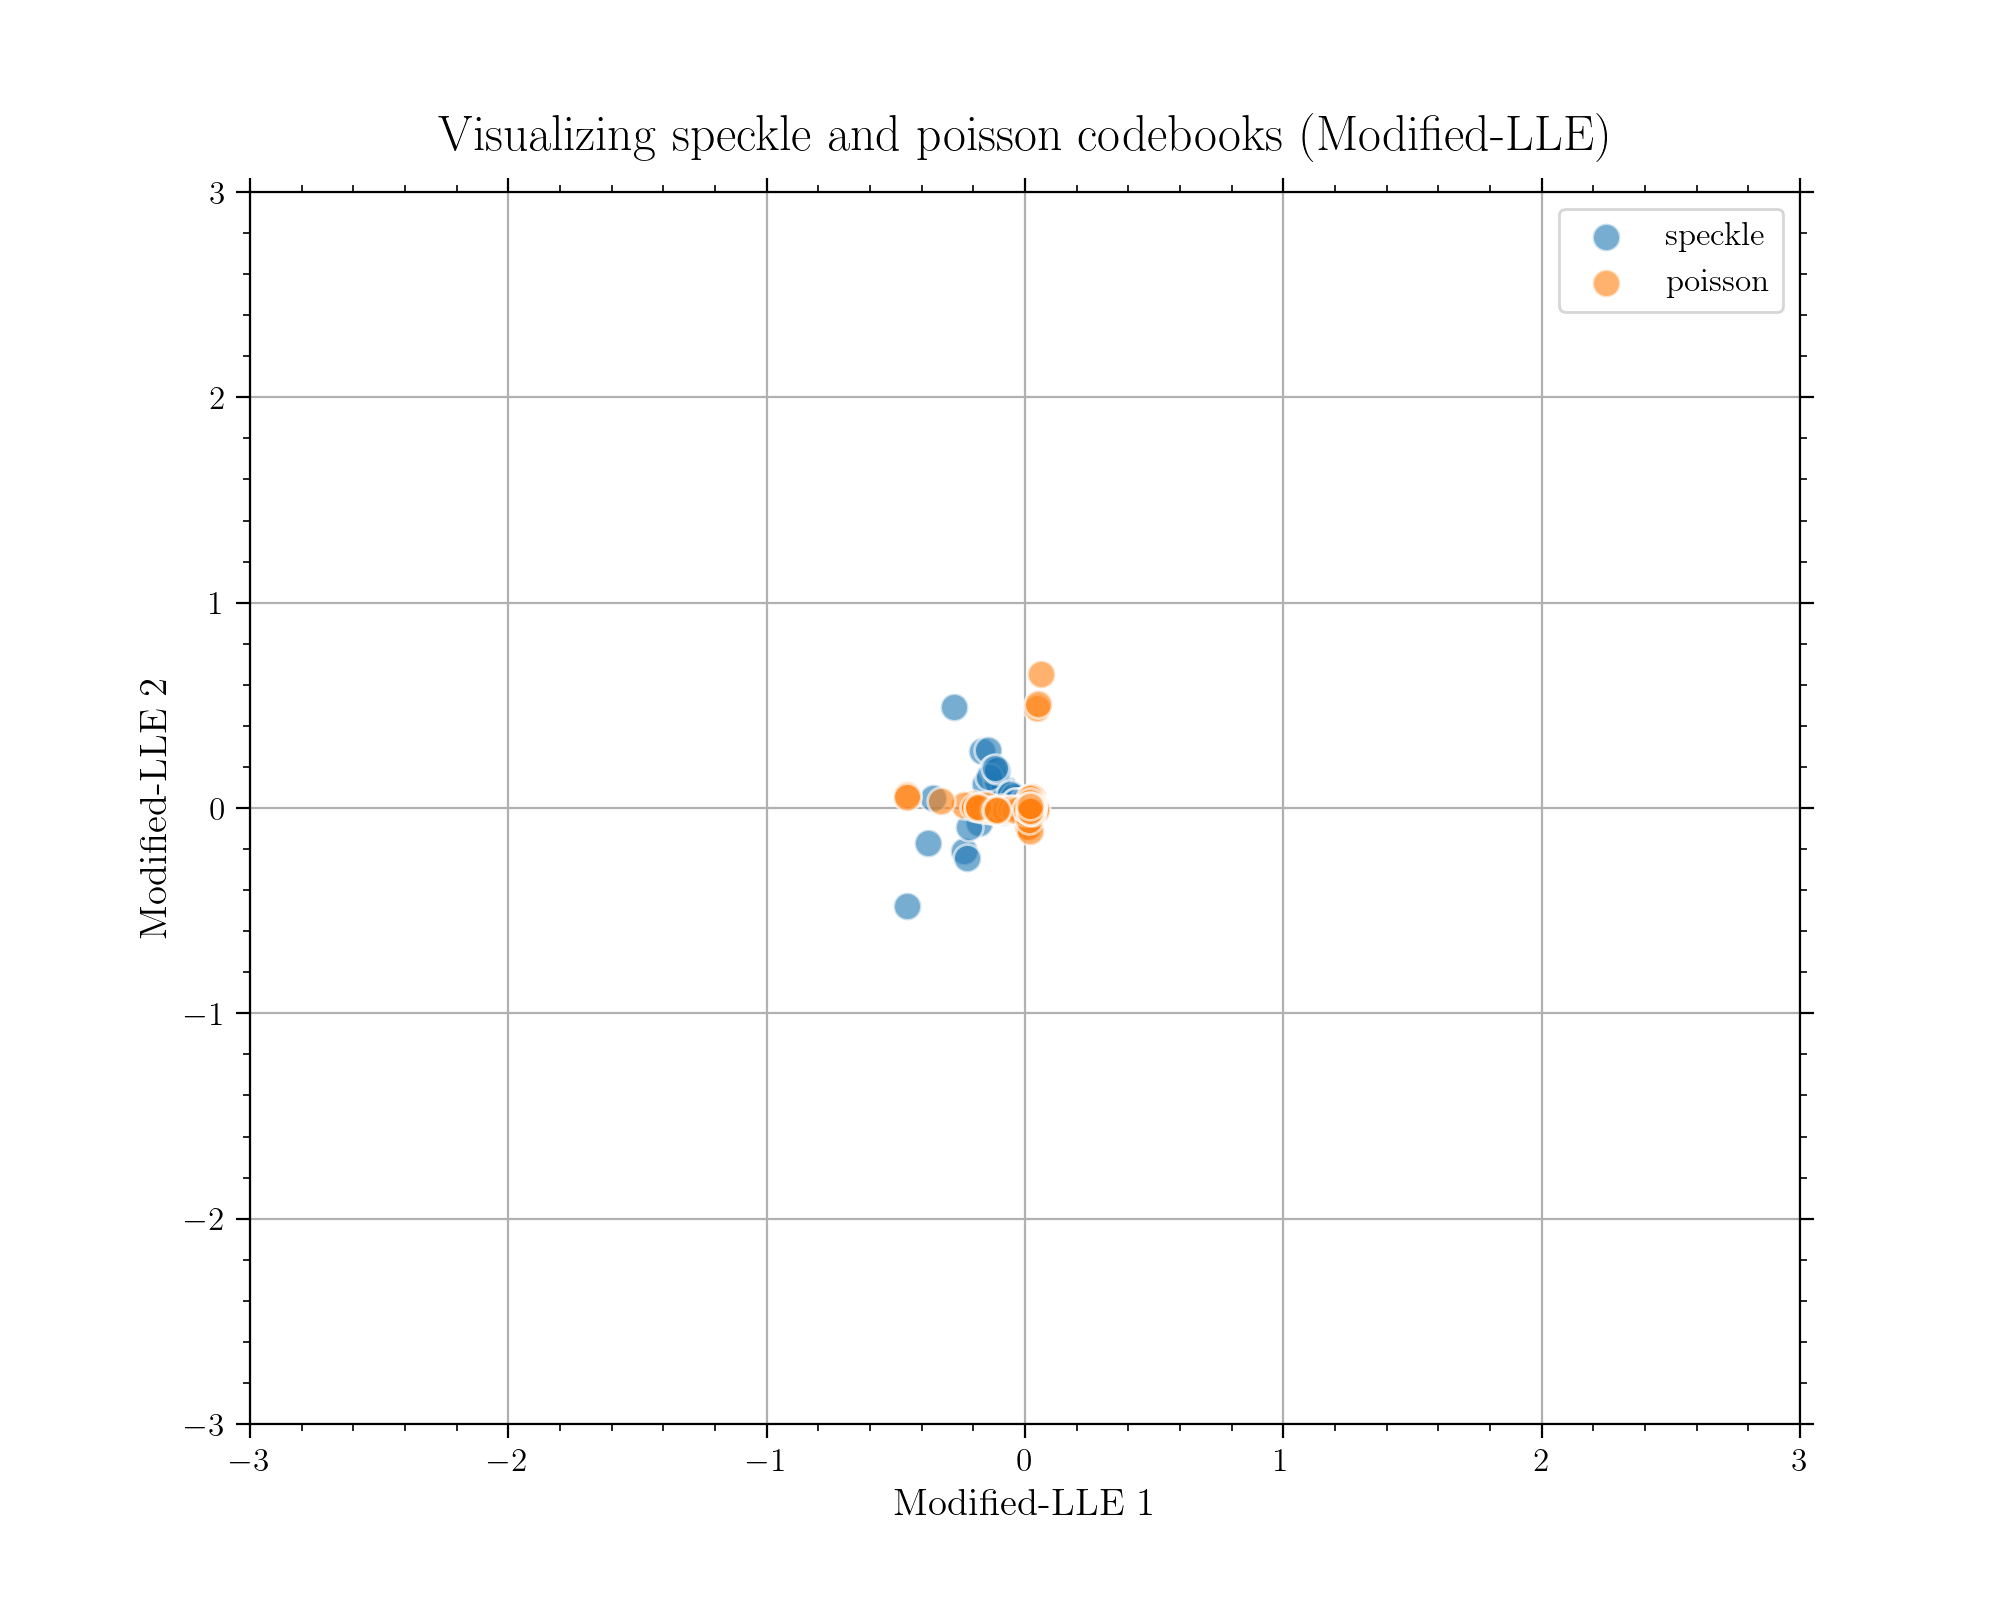 Visualizing speckle and poisson codebooks (Modified-LLE)
speckle
poisson
3
2
1
0
−1
−2
−3
Modified-LLE 2
−3
−2
−1
0
1
2
3
Modified-LLE 1